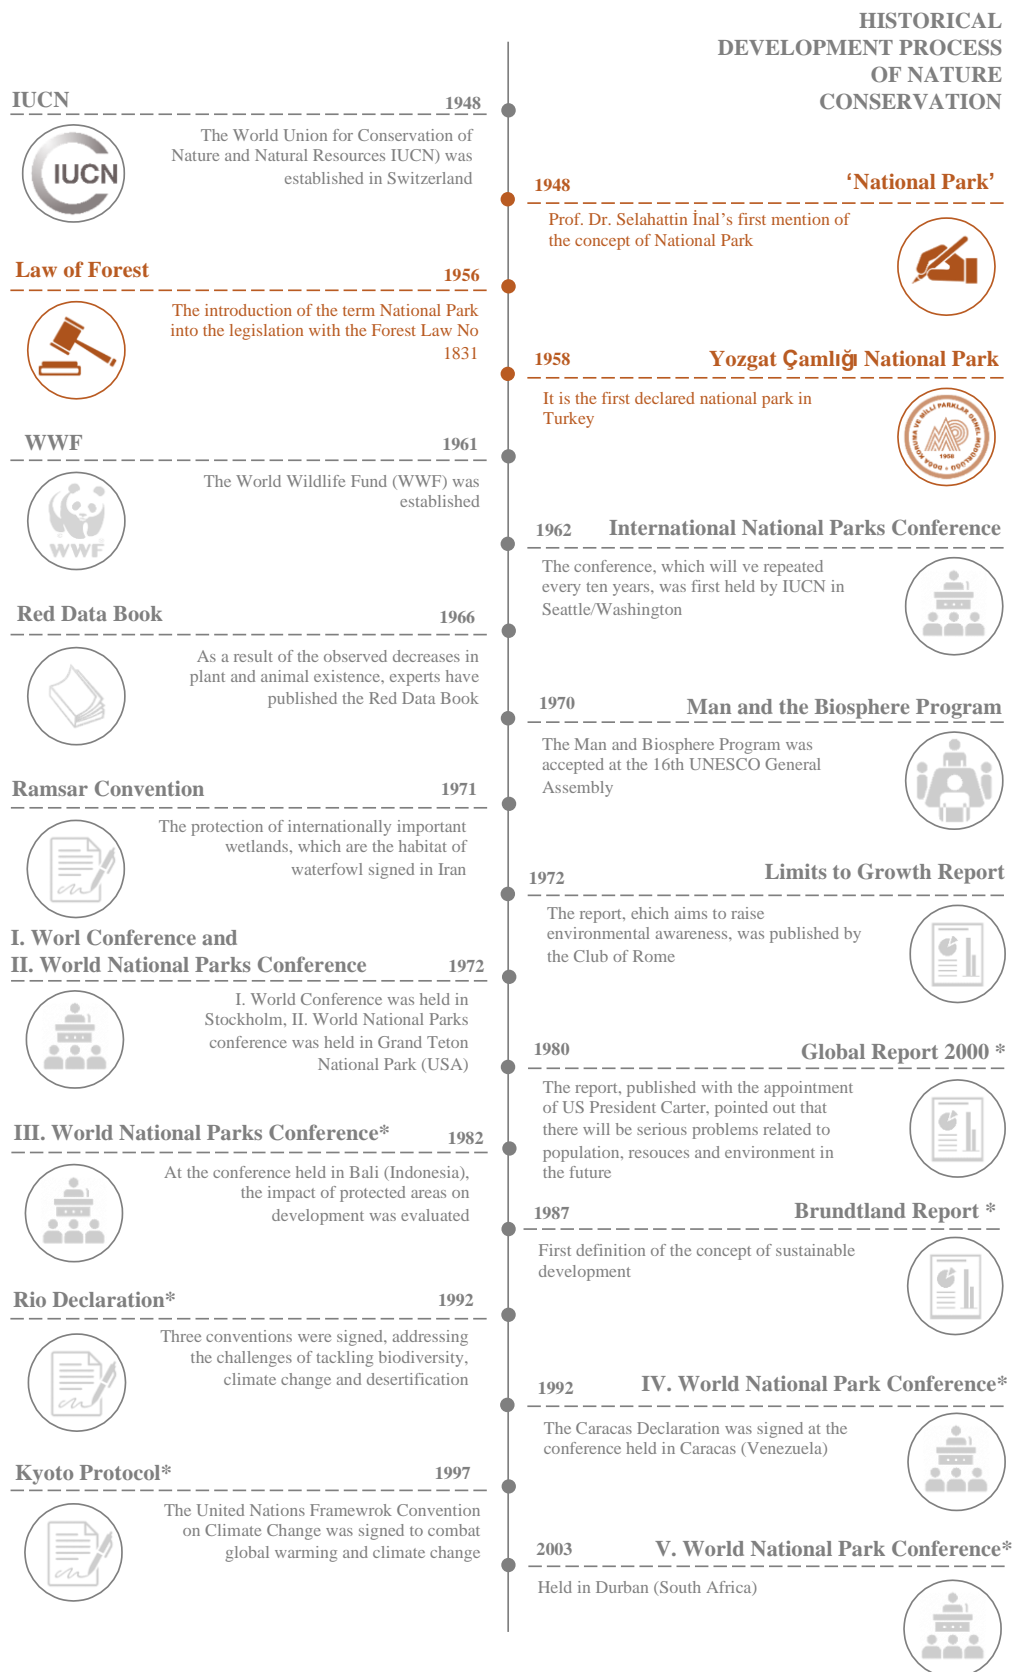 HISTORICAL
DEVELOPMENT PROCESS
OF NATURE
CONSERVATION
IUCN
1948
IUCN
The World Union for Conservation of
Nature and Natural Resources IUCN) was
established in Switzerland
1948
‘National Park’
Prof. Dr. Selahattin İnal’s first mention of
the concept of National Park
Law of Forest
1956
The introduction of the term National Park
into the legislation with the Forest Law No
1831
1958
Yozgat Çamlığı National Park
It is the first declared national park in
Turkey
DOĞA KORUMA VE MİLLİ PARKLAR GENEL MÜDÜRLÜĞÜ
1958
WWF
1961
WWF
The World Wildlife Fund (WWF) was
established
1962
International National Parks Conference
The conference, which will ve repeated
every ten years, was first held by IUCN in
Seattle/Washington
Red Data Book
1966
As a result of the observed decreases in
plant and animal existence, experts have
published the Red Data Book
1970
Man and the Biosphere Program
The Man and Biosphere Program was
accepted at the 16th UNESCO General
Assembly
Ramsar Convention
1971
The protection of internationally important
wetlands, which are the habitat of
waterfowl signed in Iran
1972
Limits to Growth Report
The report, ehich aims to raise
environmental awareness, was published by
the Club of Rome
I. Worl Conference and
II. World National Parks Conference
1972
I. World Conference was held in
Stockholm, II. World National Parks
conference was held in Grand Teton
National Park (USA)
1980
Global Report 2000 *
The report, published with the appointment
of US President Carter, pointed out that
there will be serious problems related to
population, resouces and environment in
the future
III. World National Parks Conference*
1982
At the conference held in Bali (Indonesia),
the impact of protected areas on
development was evaluated
1987
Brundtland Report *
First definition of the concept of sustainable
development
Rio Declaration*
1992
Three conventions were signed, addressing
the challenges of tackling biodiversity,
climate change and desertification
1992
IV. World National Park Conference*
The Caracas Declaration was signed at the
conference held in Caracas (Venezuela)
Kyoto Protocol*
1997
The United Nations Framewrok Convention
on Climate Change was signed to combat
global warming and climate change
2003
V. World National Park Conference*
Held in Durban (South Africa)